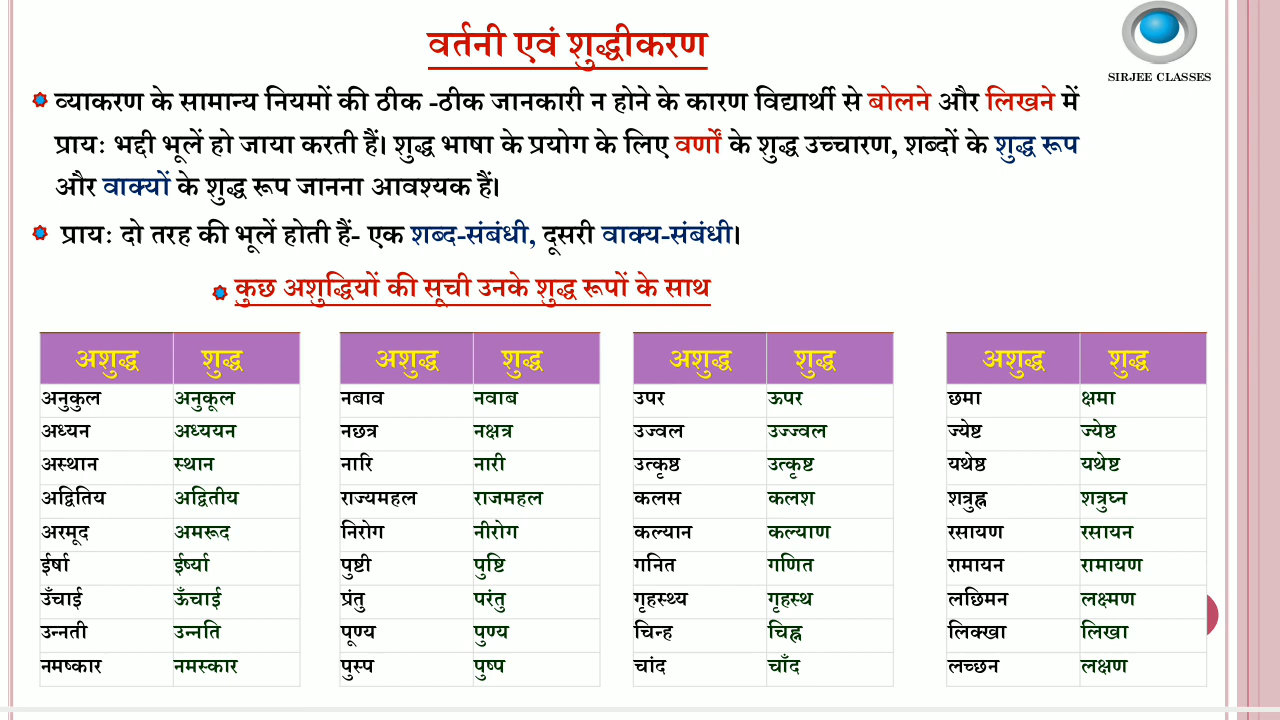 वर्तनी एवं शुद्धीकरण
SIRJEE CLASSES
व्याकरण के सामान्य नियमों की ठीक -ठीक जानकारी न होने के कारण विद्यार्थी से बोलने और लिखने में
प्रायः भद्दी भूलें हो जाया करती हैं। शुद्ध भाषा के प्रयोग के लिए वर्णों के शुद्ध उच्चारण, शब्दों के शुद्ध रूप
और वाक्यों के शुद्ध रूप जानना आवश्यक हैं।
प्रायः दो तरह की भूलें होती हैं- एक शब्द-संबंधी, दूसरी वाक्य-संबंधी।
कुछ अशुद्धियों की सूची उनके शुद्ध रूपों के साथ
अशुद्ध शुद्ध
अनुकुल अनुकूल
अध्यन अध्ययन
अस्थान स्थान
अद्वितिय अद्वितीय
अरमूद अमरूद
ईर्षा ईर्ष्या
उँचाई ऊँचाई
उन्नती उन्नति
नमष्कार नमस्कार
अशुद्ध शुद्ध
नबाव नवाब
नछत्र नक्षत्र
नारि नारी
राज्यमहल राजमहल
निरोग नीरोग
पुष्टी पुष्टि
प्रंतु परंतु
पूण्य पुण्य
पुस्प पुष्प
अशुद्ध शुद्ध
उपर ऊपर
उज्वल उज्ज्वल
उत्कृष्ठ उत्कृष्ट
कलस कलश
कल्यान कल्याण
गनित गणित
गृहस्थ्य गृहस्थ
चिन्ह चिह्न
चांद चाँद
अशुद्ध शुद्ध
छमा क्षमा
ज्येष्ट ज्येष्ठ
यथेष्ठ यथेष्ट
शत्रुह्न शत्रुघ्न
रसायण रसायन
रामायन रामायण
लछिमन लक्ष्मण
लिक्खा लिखा
लच्छन लक्षण